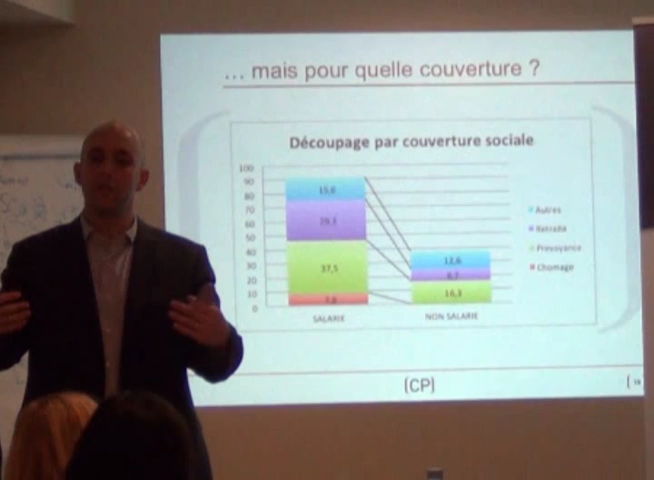 ... mais pour quelle couverture ?
Découpage par couverture sociale
100
90
80
70
60
50
40
30
20
10
0
15,6
29,3
37,5
7,8
12,6
8,7
16,3
SALARIE
NON SALARIE
Autres
Retraite
Prévoyance
Chomage
(CP)